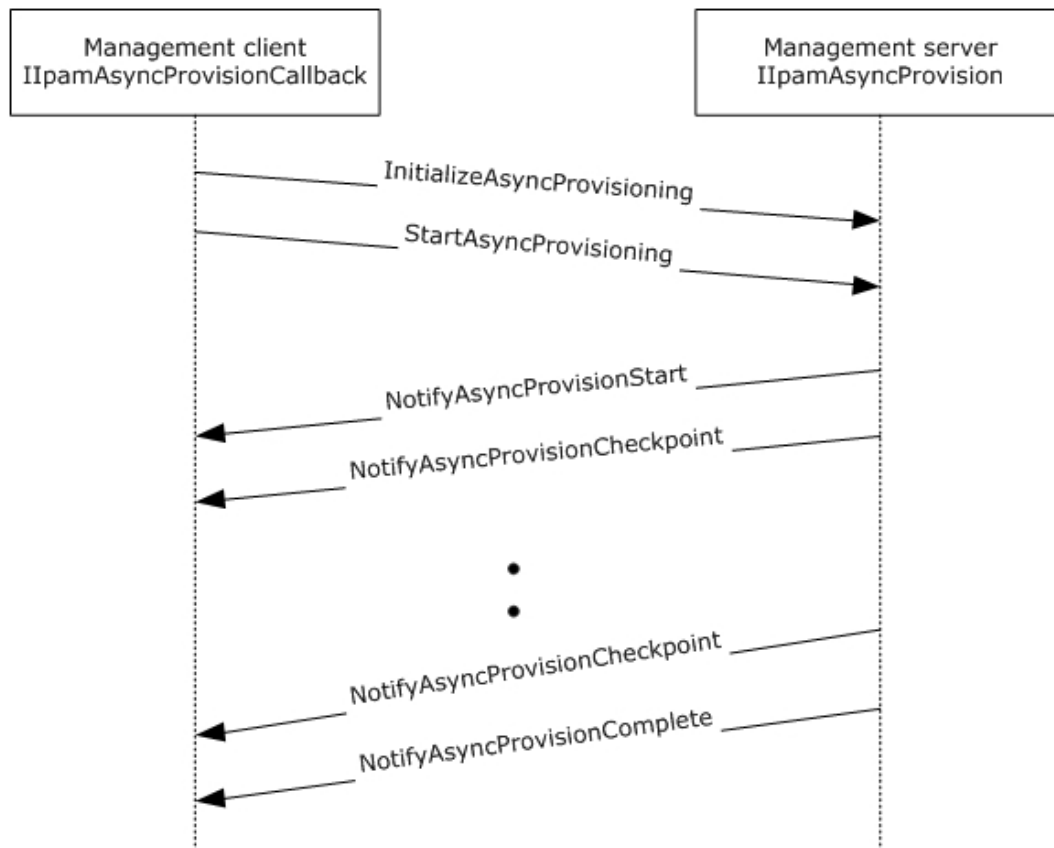 Management client
IIpamAsyncProvisionCallback
Management server
IIpamAsyncProvision
InitializeAsyncProvisioning
StartAsyncProvisioning
NotifyAsyncProvisionStart
NotifyAsyncProvisionCheckpoint
NotifyAsyncProvisionCheckpoint
NotifyAsyncProvisionComplete